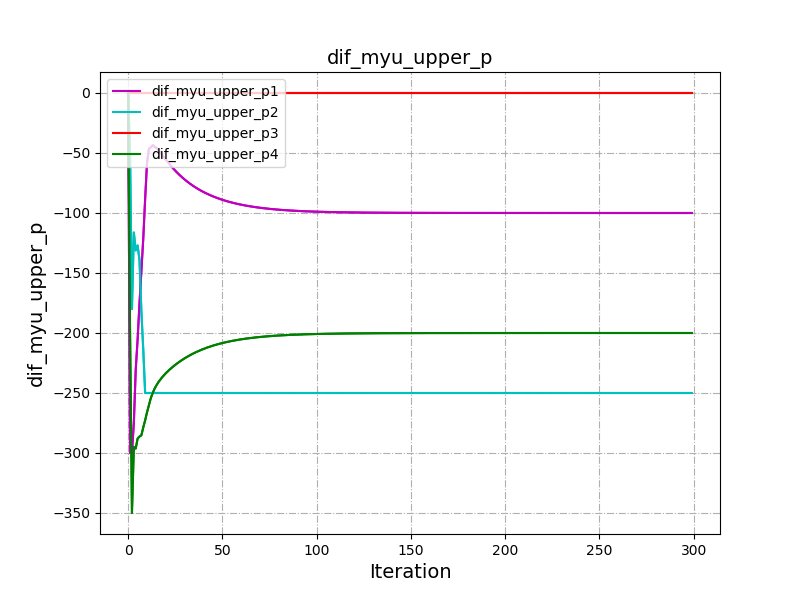 dif_myu_upper_p
dif_myu_upper_p1
dif_myu_upper_p2
dif_myu_upper_p3
dif_myu_upper_p4
dif_myu_upper_p
0
−50
−100
−150
−200
−250
−300
−350
0
50
100
150
200
250
300
Iteration